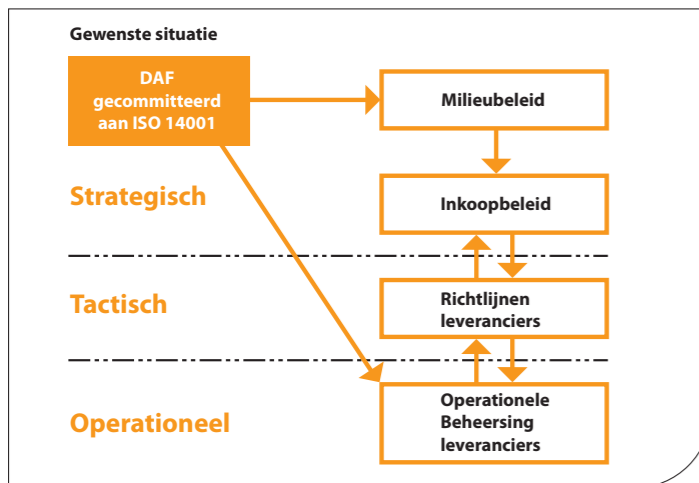 Gewenste situatie
DAF
gecommitteerd
aan ISO 14001
Milieubeleid
Strategisch
Inkoopbeleid
Tactisch
Richtlijnen
leveranciers
Operationeel
Operationele
Beheersing
leveranciers